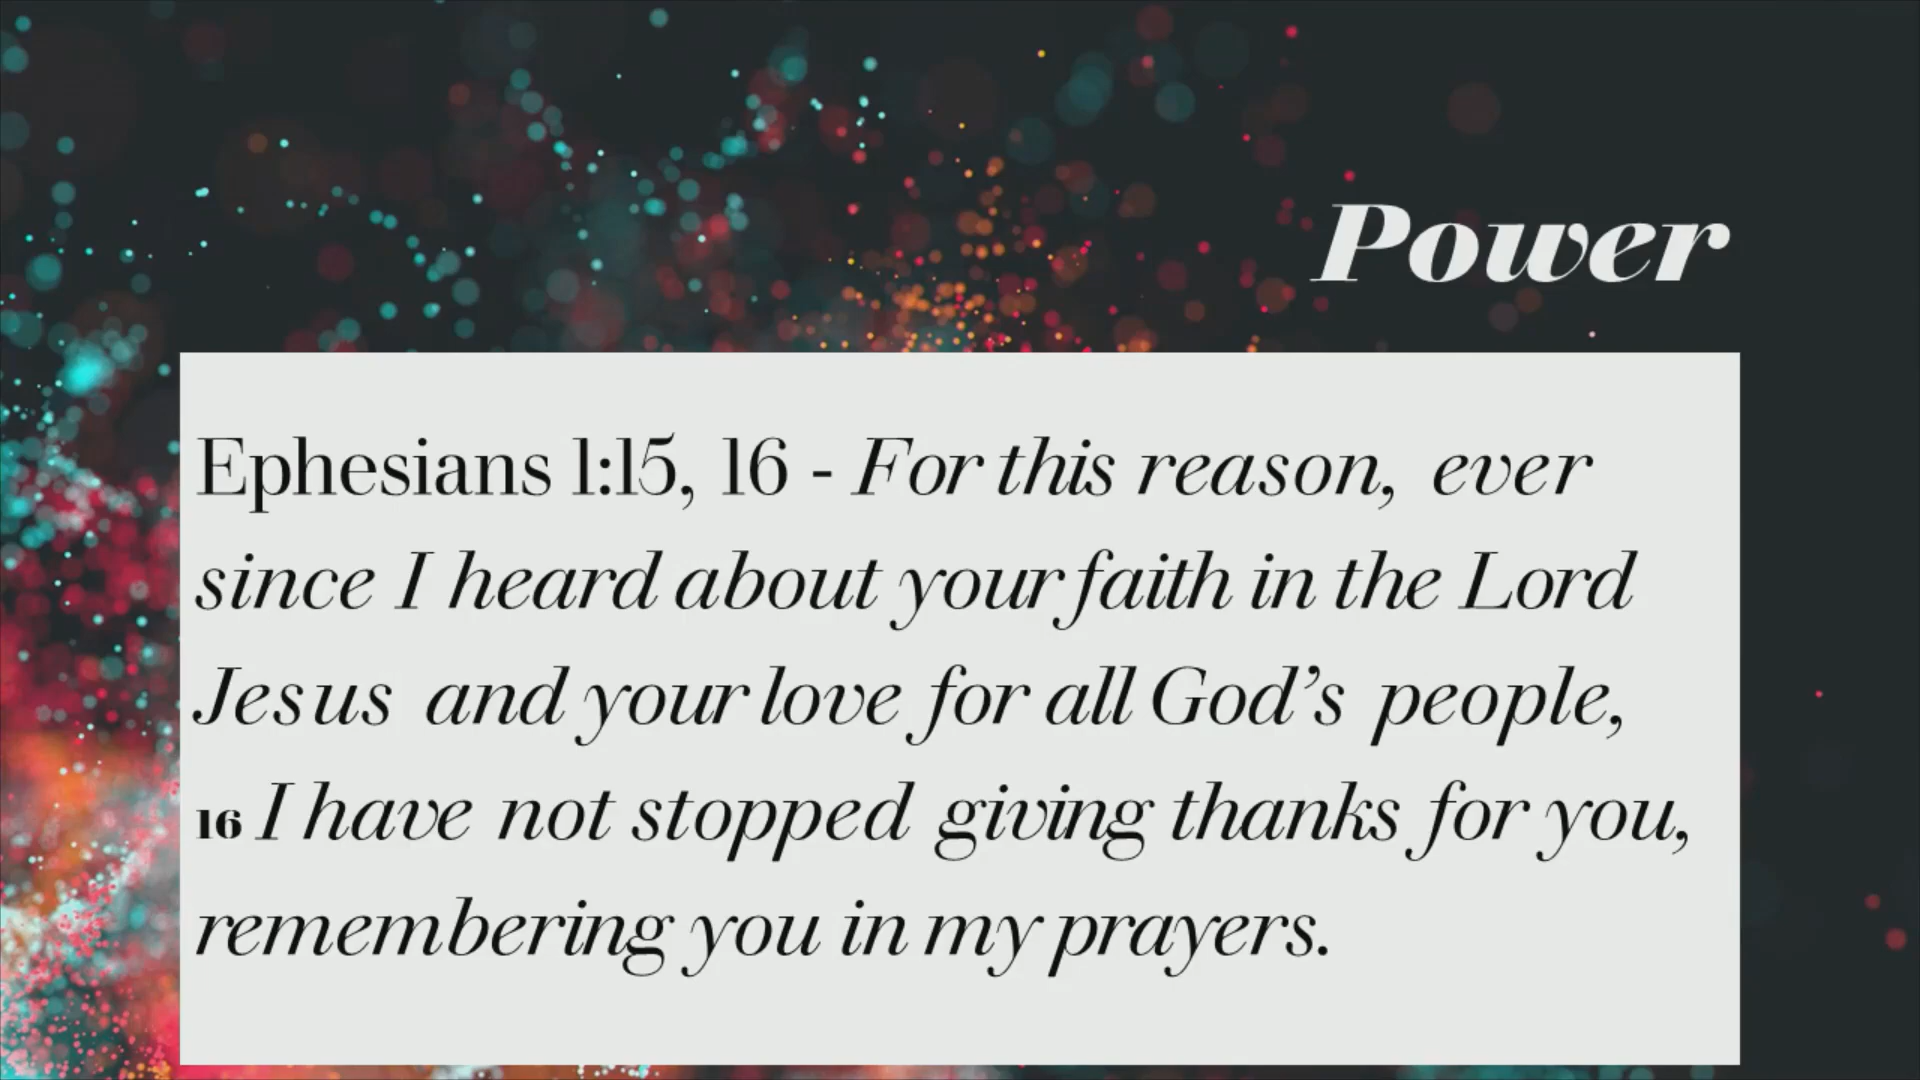 Power
Ephesians 1:15, 16 - For this reason, ever
since I heard about your faith in the Lord
Jesus and your love for all God’s people,
16 I have not stopped giving thanks for you,
remembering you in my prayers.